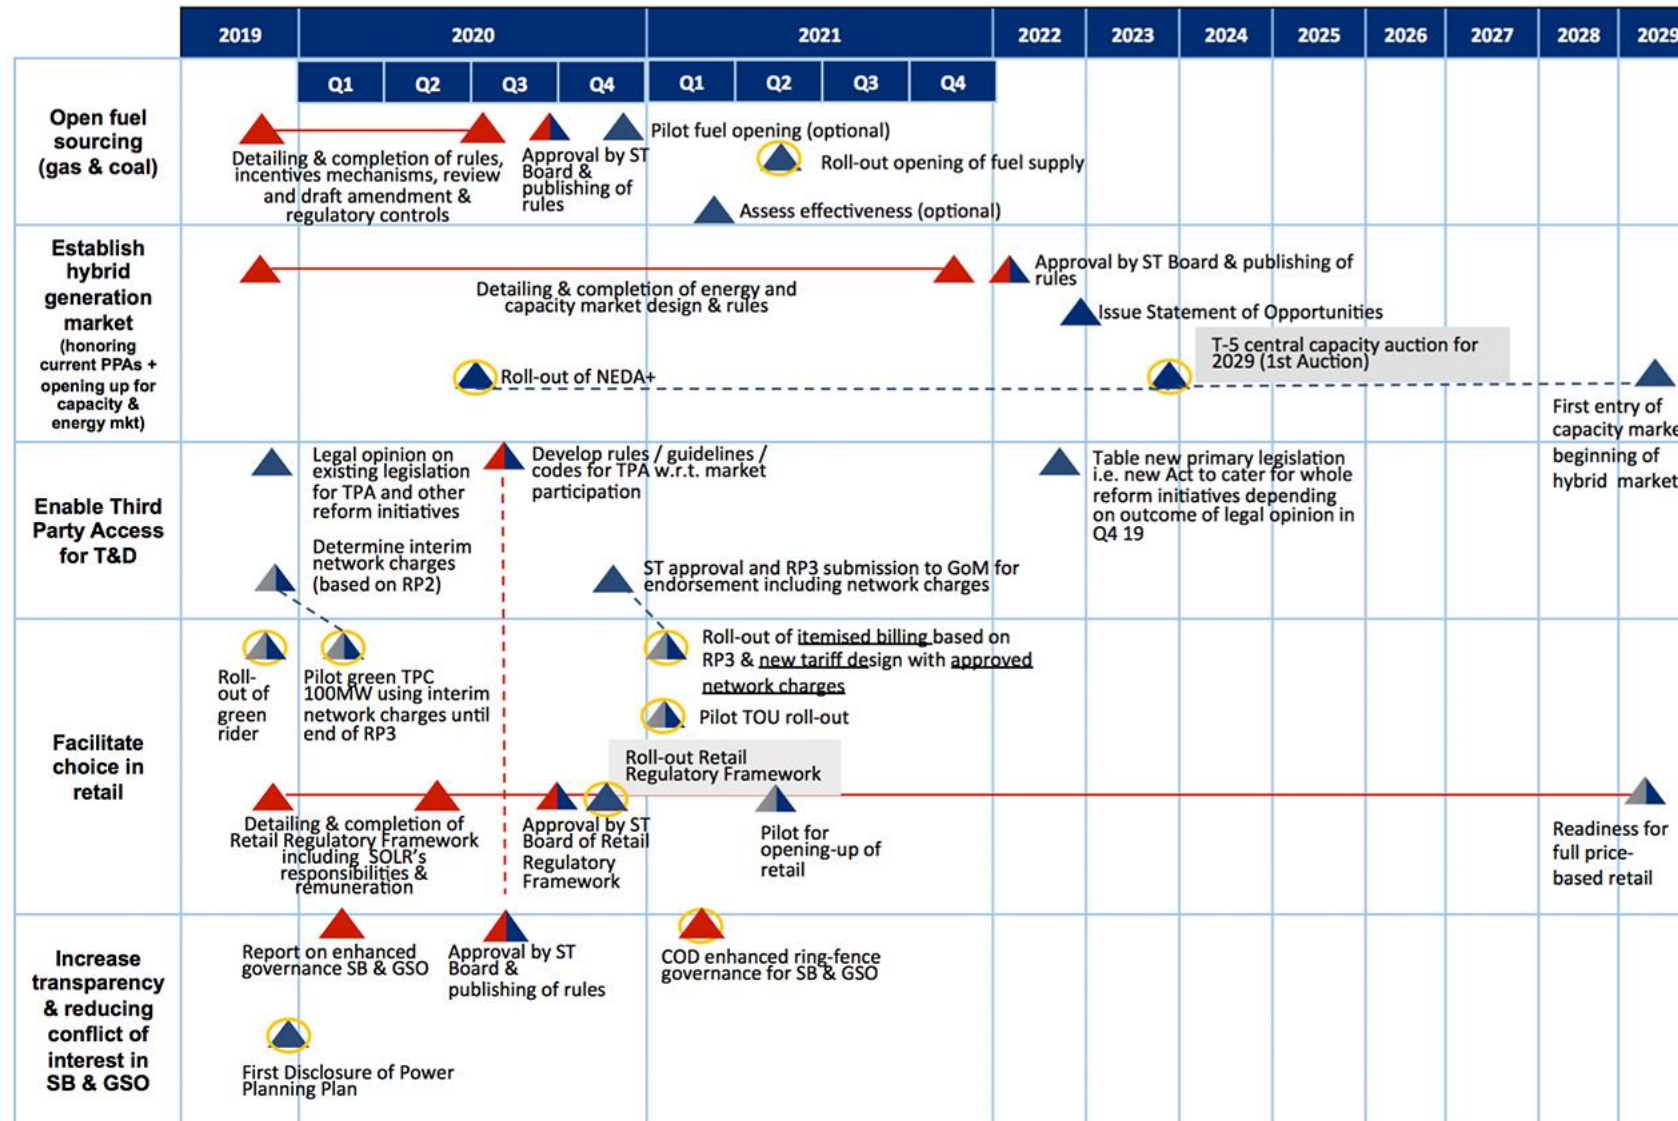 2019
2020
2021
2022
2023
2024
2025
2026
2027
2028
2029
Q1
Q2
Q3
Q4
Q1
Q2
Q3
Q4
Open fuel
sourcing
(gas & coal)
Detailing & completion of rules,
incentives mechanisms, review
and draft amendment &
regulatory controls
Approval by ST
Board &
publishing of
rules
Pilot fuel opening (optional)
Roll-out opening of fuel supply
Assess effectiveness (optional)
Establish
hybrid
generation
market
(honoring
current PPAs +
opening up for
capacity &
energy mkt)
Detailing & completion of energy and
capacity market design & rules
Approval by ST Board & publishing of
rules
Issue Statement of Opportunities
Roll-out of NEDA+
T-5 central capacity auction for
2029 (1st Auction)
First entry of
capacity marke
beginning of
hybrid market
Enable Third
Party Access
for T&D
Legal opinion on
existing legislation
for TPA and other
reform initiatives
Develop rules / guidelines /
codes for TPA w.r.t. market
participation
Table new primary legislation
i.e. new Act to cater for whole
reform initiatives depending
on outcome of legal opinion in
Q4 19
Determine interim
network charges
(based on RP2)
ST approval and RP3 submission to GoM for
endorsement including network charges
Facilitate
choice in
retail
Roll-
out of
green
rider
Pilot green TPC
100MW using interim
network charges until
end of RP3
Roll-out of itemised billing based on
RP3 & new tariff design with approved
network charges
Pilot TOU roll-out
Roll-out Retail
Regulatory Framework
Detailing & completion of
Retail Regulatory Framework
including SOLR's
responsibilities &
remuneration
Approval by ST
Board of Retail
Regulatory
Framework
Pilot for
opening-up of
retail
Readiness for
full price-
based retail
Increase
transparency
& reducing
conflict of
interest in
SB & GSO
Report on enhanced
governance SB & GSO
Approval by ST
Board &
publishing of rules
COD enhanced ring-fence
governance for SB & GSO
First Disclosure of Power
Planning Plan